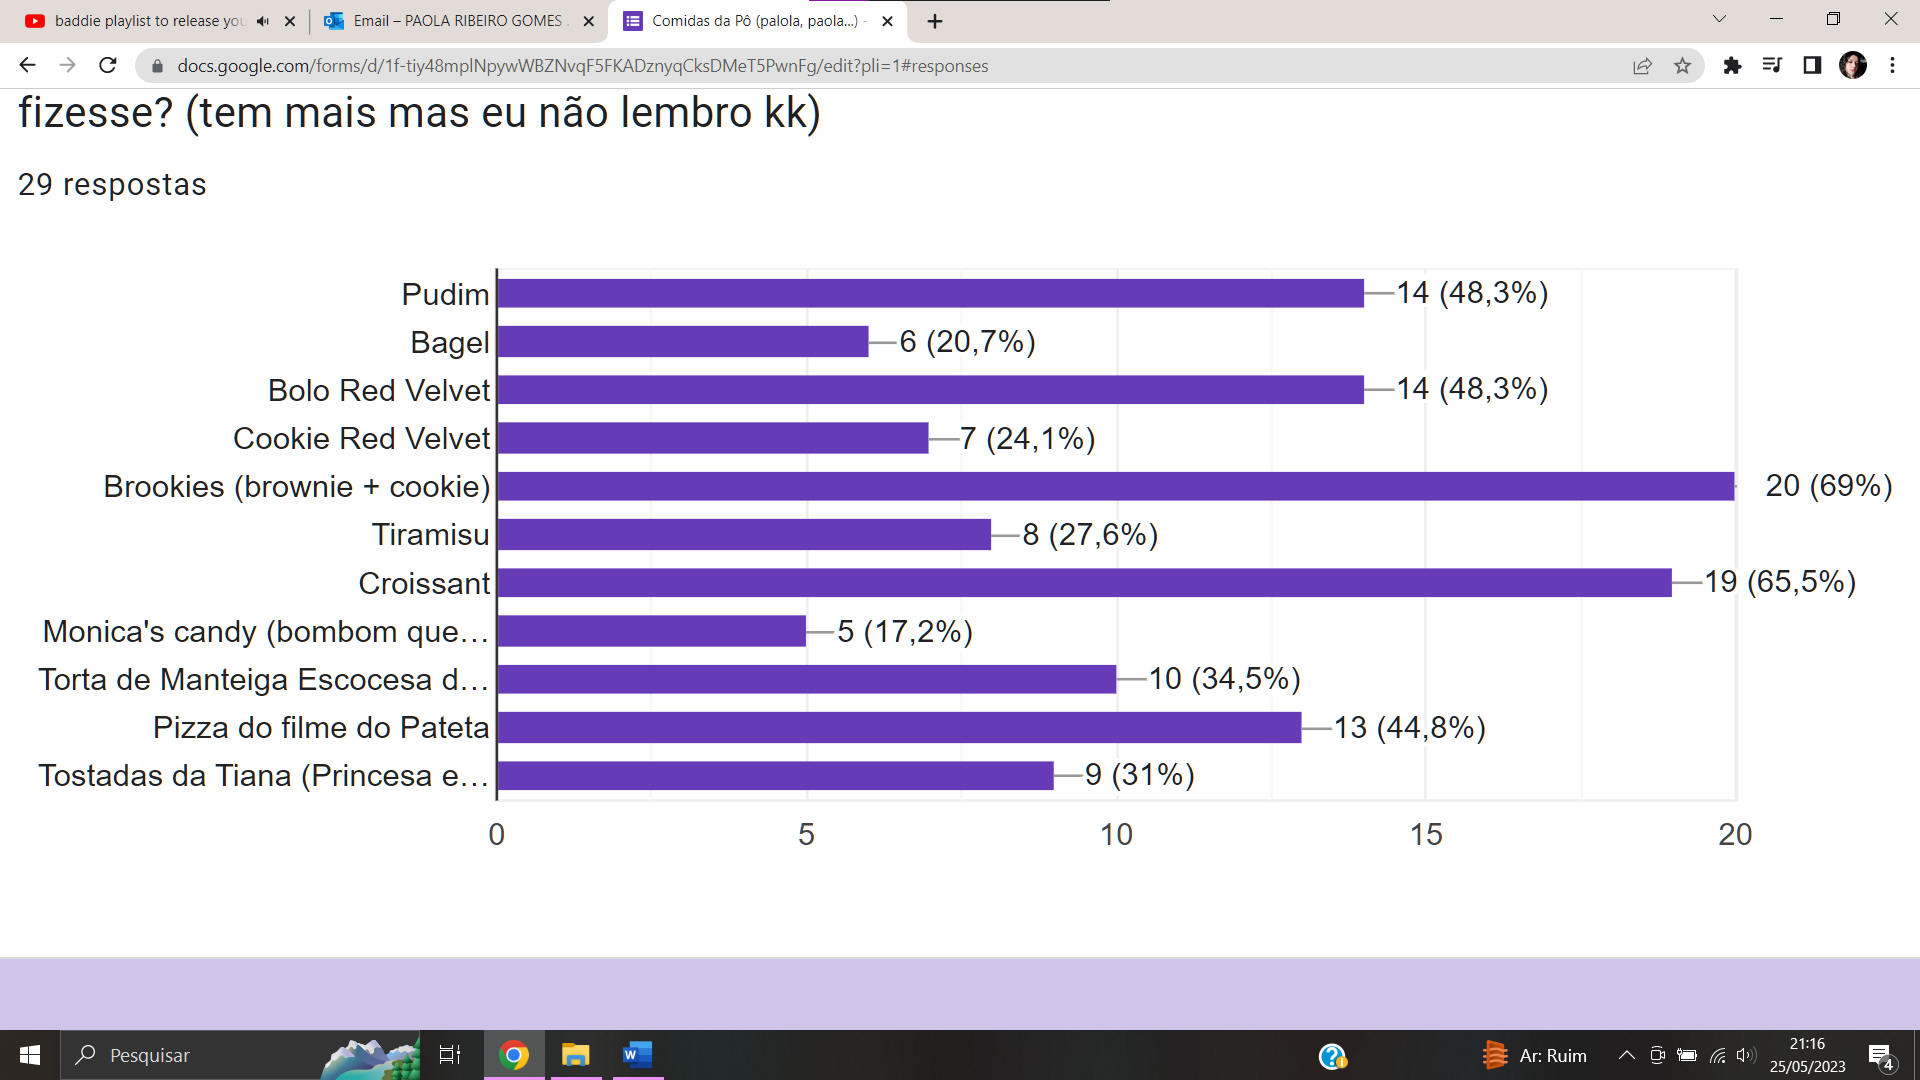 baddie playlist to release you
Email – PAOLA RIBEIRO GOMES
Comidas da Pô (palola, paola...) -
docs.google.com/forms/d/1f-tiy48mplNpywWBZNvqF5FKADznyqCksDMeT5PwnFg/edit?pli=1#responses
fizesse? (tem mais mas eu não lembro kk)
29 respostas
Pudim 14 (48,3%)
Bagel 6 (20,7%)
Bolo Red Velvet 14 (48,3%)
Cookie Red Velvet 7 (24,1%)
Brookies (brownie + cookie) 20 (69%)
Tiramisu 8 (27,6%)
Croissant 19 (65,5%)
Monica's candy (bombom que… 5 (17,2%)
Torta de Manteiga Escocesa d… 10 (34,5%)
Pizza do filme do Pateta 13 (44,8%)
Tostadas da Tiana (Princesa e… 9 (31%)
0 5 10 15 20
Pesquisar
Ar: Ruim
21:16
25/05/2023
4